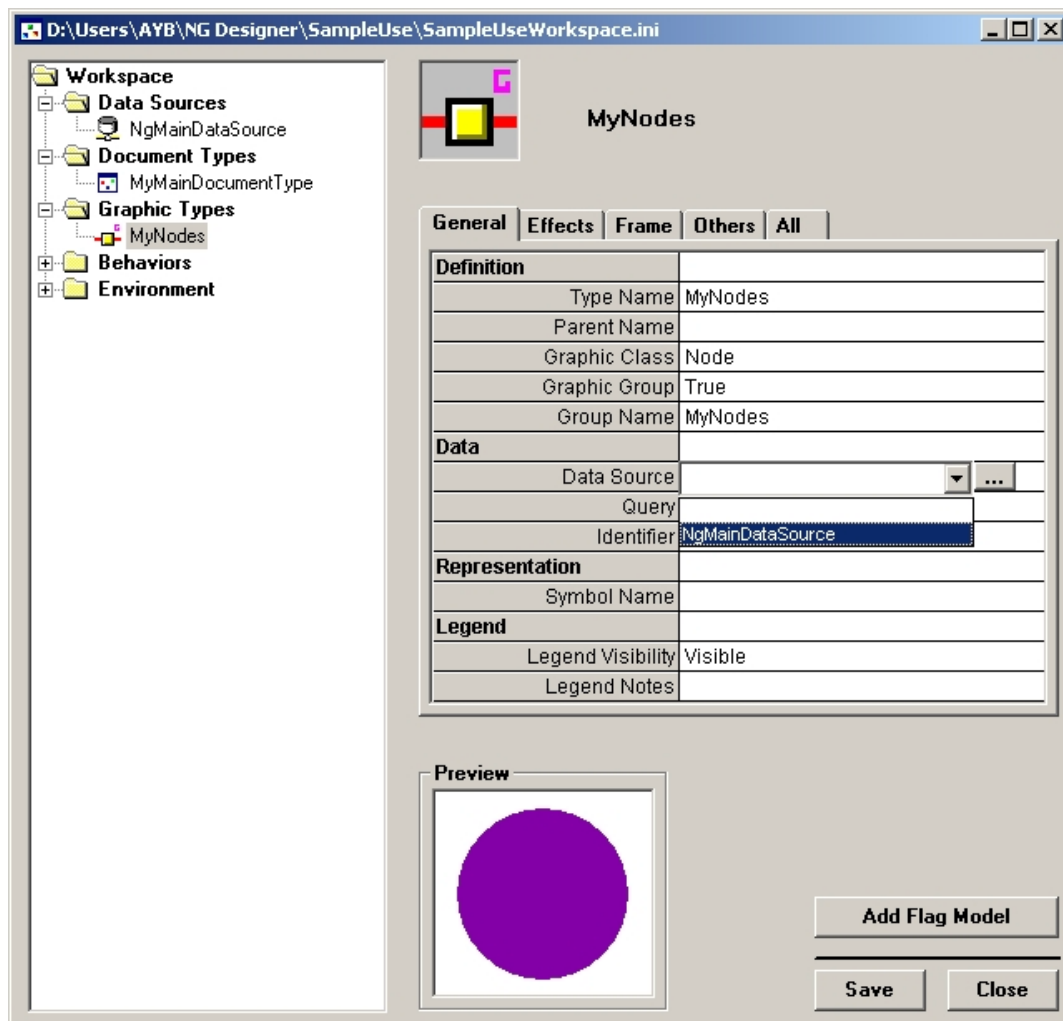 D:\Users\AYB\NG Designer\SampleUse\SampleUseWorkspace.ini
Workspace
Data Sources
NgMainDataSource
Document Types
MyMainDocumentType
Graphic Types
MyNodes
Behaviors
Environment
G
MyNodes
General Effects Frame Others All
Definition
Type Name MyNodes
Parent Name
Graphic Class Node
Graphic Group True
Group Name MyNodes
Data
Data Source ...
Query
Identifier NgMainDataSource
Representation
Symbol Name
Legend
Legend Visibility Visible
Legend Notes
Preview
Add Flag Model
Save Close